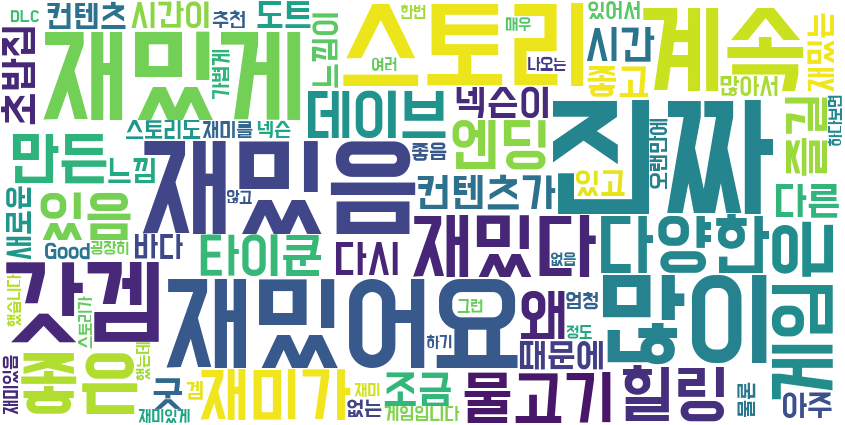 DLC
컨텐츠
시간이
추천
도트
느낌이
한번
매우
있어서
스토리
계속
초밥집
재밌게
가볍게
여러
나오는
시간
좋고
많아서
재밌는
데이브
넥슨이
진짜
즐길
하다보면
스토리도
재미를
넥슨
만든
느낌
재밌음
좋음
엔딩
오랜만에
있고
않고
컨텐츠가
다른
새로운
있음
Good
굉장히
바다
타이쿤
다시
재밌다
없음
다양한
게임은
했습니다
스토리가
갓겜
재밌어요
그런
왜
엄청
정도
많이
하기
때문에
재미있음
좋은
했는데
굿
겜
재미가
재미
없는
조금
게임입니다
물고기
힐링
물론
아주
재미있게